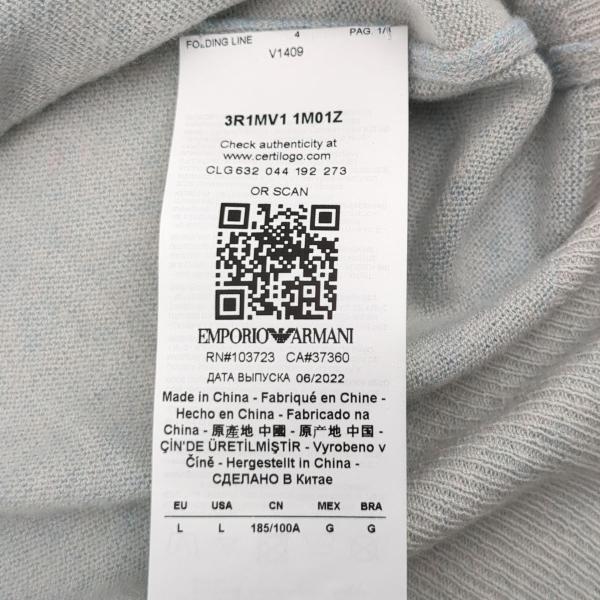 FOLDING LINE 4 PAG. 1/
V1409
3R1MV1 1M01Z
Check authenticity at
www.certilogo.com
CLG 632 044 192 273
OR SCAN
EMPORIO ARMANI
RN#103723 CA#37360
ДАТА ВЫПУСКА 06/2022
Made in China - Fabriqué en Chine -
Hecho en China - Fabricado na
China - 原產地 中國 - 原产地 中国 -
ÇİN'DE ÜRETİLMİŞTİR - Vyrobeno v
Číně - Hergestellt in China -
СДЕЛАНО В Китае
EU USA CN MEX BRA
L L 185/100A G G